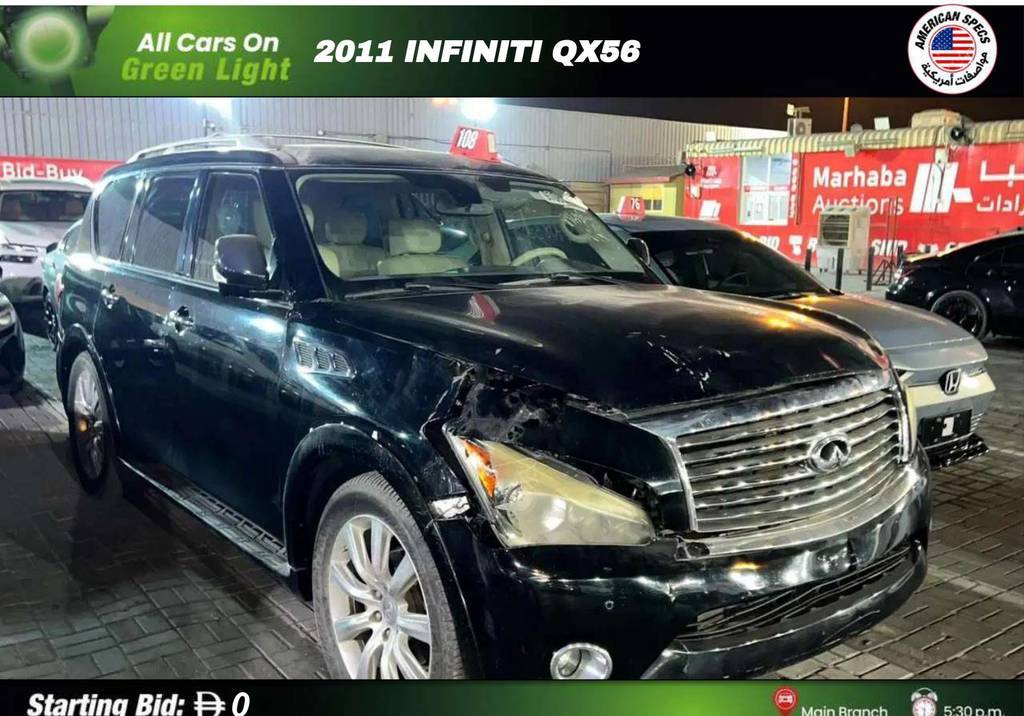 All Cars On
Green Light
2011 INFINITI QX56
AMERICAN SPECS
مواصفات أمريكية
108
76
Bid-Buy
Marhaba
Auctions
Starting Bid: 0
Main Branch
5:30 p.m.